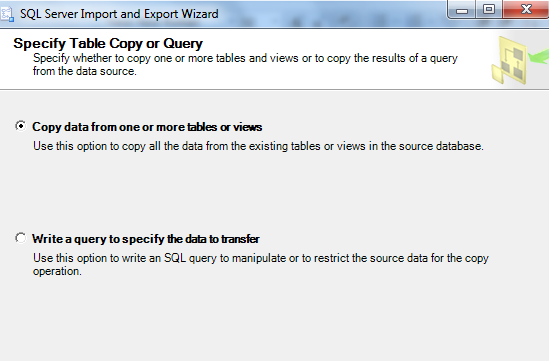 SQL Server Import and Export Wizard
Specify Table Copy or Query
Specify whether to copy one or more tables and views or to copy the results of a query
from the data source.
Copy data from one or more tables or views
Use this option to copy all the data from the existing tables or views in the source database.
Write a query to specify the data to transfer
Use this option to write an SQL query to manipulate or to restrict the source data for the copy
operation.